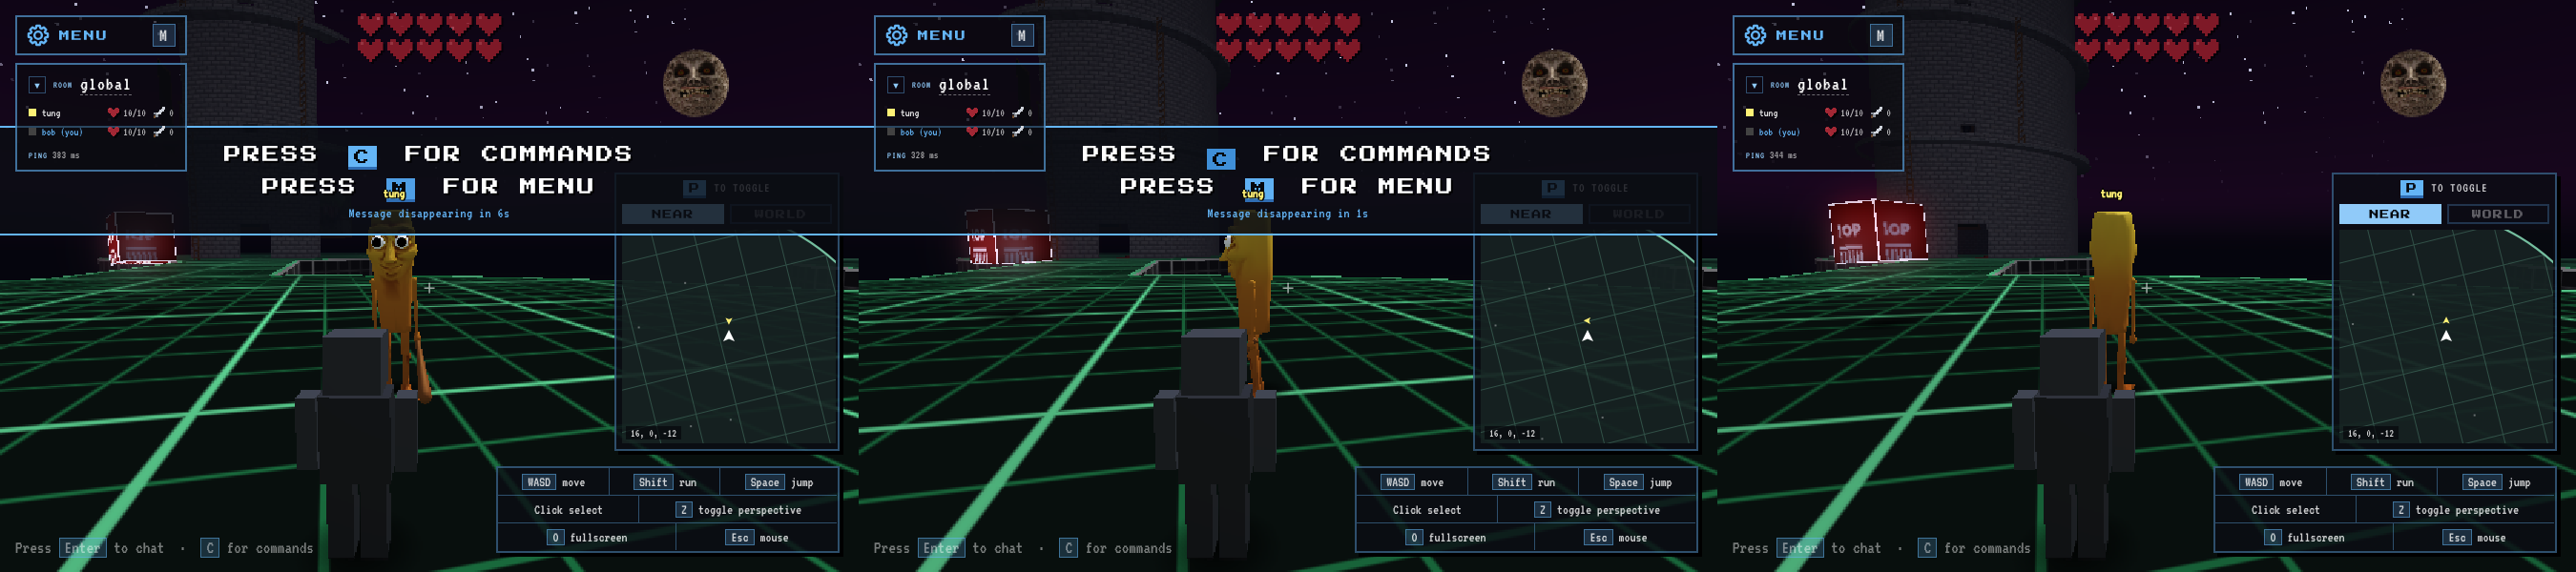 MENU M
ROOM global
tung 10/10 0
bob (you) 10/10 0
PING 383 ms
PRESS C FOR COMMANDS
PRESS M FOR MENU
tung
Message disappearing in 6s
P TO TOGGLE
NEAR WORLD
16, 0, -12
WASD move Shift run Space jump
Click select Z toggle perspective
O fullscreen Esc mouse
Press Enter to chat · C for commands
MENU M
ROOM global
tung 10/10 0
bob (you) 10/10 0
PING 328 ms
PRESS C FOR COMMANDS
PRESS M FOR MENU
tung
Message disappearing in 1s
P TO TOGGLE
NEAR WORLD
16, 0, -12
WASD move Shift run Space jump
Click select Z toggle perspective
O fullscreen Esc mouse
Press Enter to chat · C for commands
MENU M
ROOM global
tung 10/10 0
bob (you) 10/10 0
PING 344 ms
tung
P TO TOGGLE
NEAR WORLD
16, 0, -12
WASD move Shift run Space jump
Click select Z toggle perspective
O fullscreen Esc mouse
Press Enter to chat · C for commands